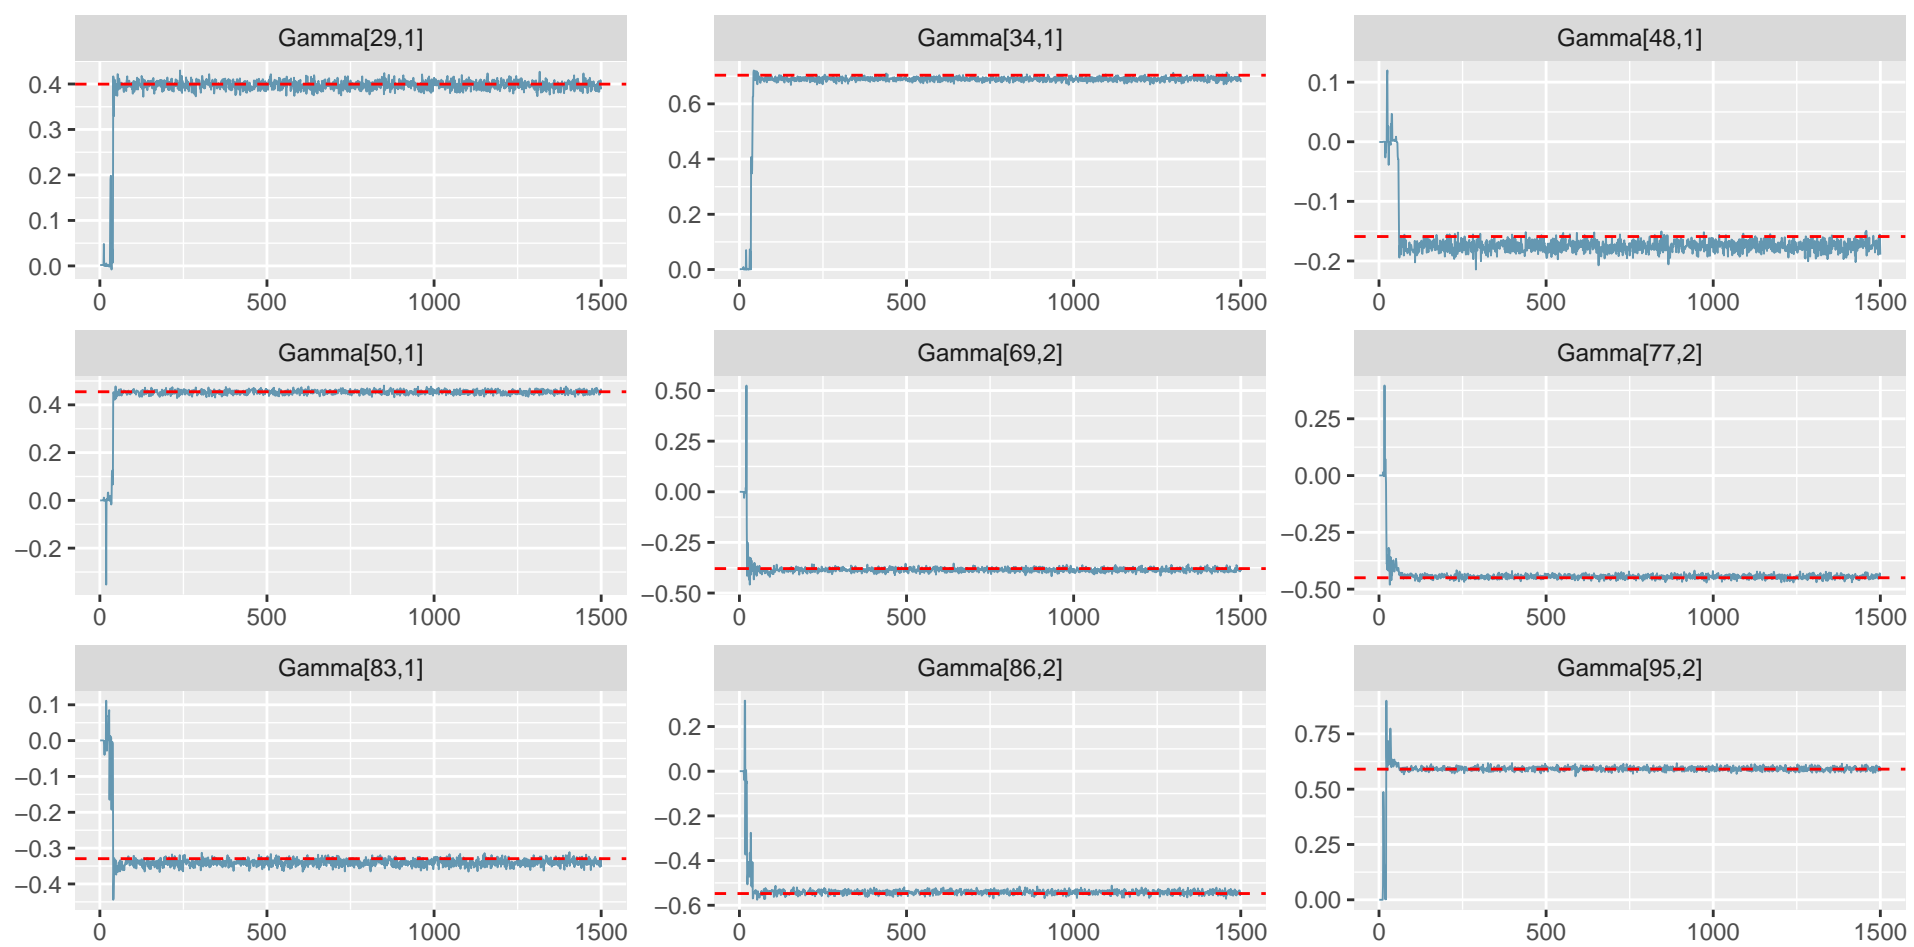 Gamma[29,1] Gamma[34,1] Gamma[48,1]
0.4 0.3 0.2 0.1 0.0
0.6 0.4 0.2 0.0
0.1 0.0 −0.1 −0.2
0 500 1000 1500 0 500 1000 1500 0 500 1000 1500
Gamma[50,1] Gamma[69,2] Gamma[77,2]
0.4 0.2 0.0 −0.2
0.50 0.25 0.00 −0.25 −0.50
0.25 0.00 −0.25 −0.50
0 500 1000 1500 0 500 1000 1500 0 500 1000 1500
Gamma[83,1] Gamma[86,2] Gamma[95,2]
0.1 0.0 −0.1 −0.2 −0.3 −0.4
0.2 0.0 −0.2 −0.4 −0.6
0.75 0.50 0.25 0.00
0 500 1000 1500 0 500 1000 1500 0 500 1000 1500